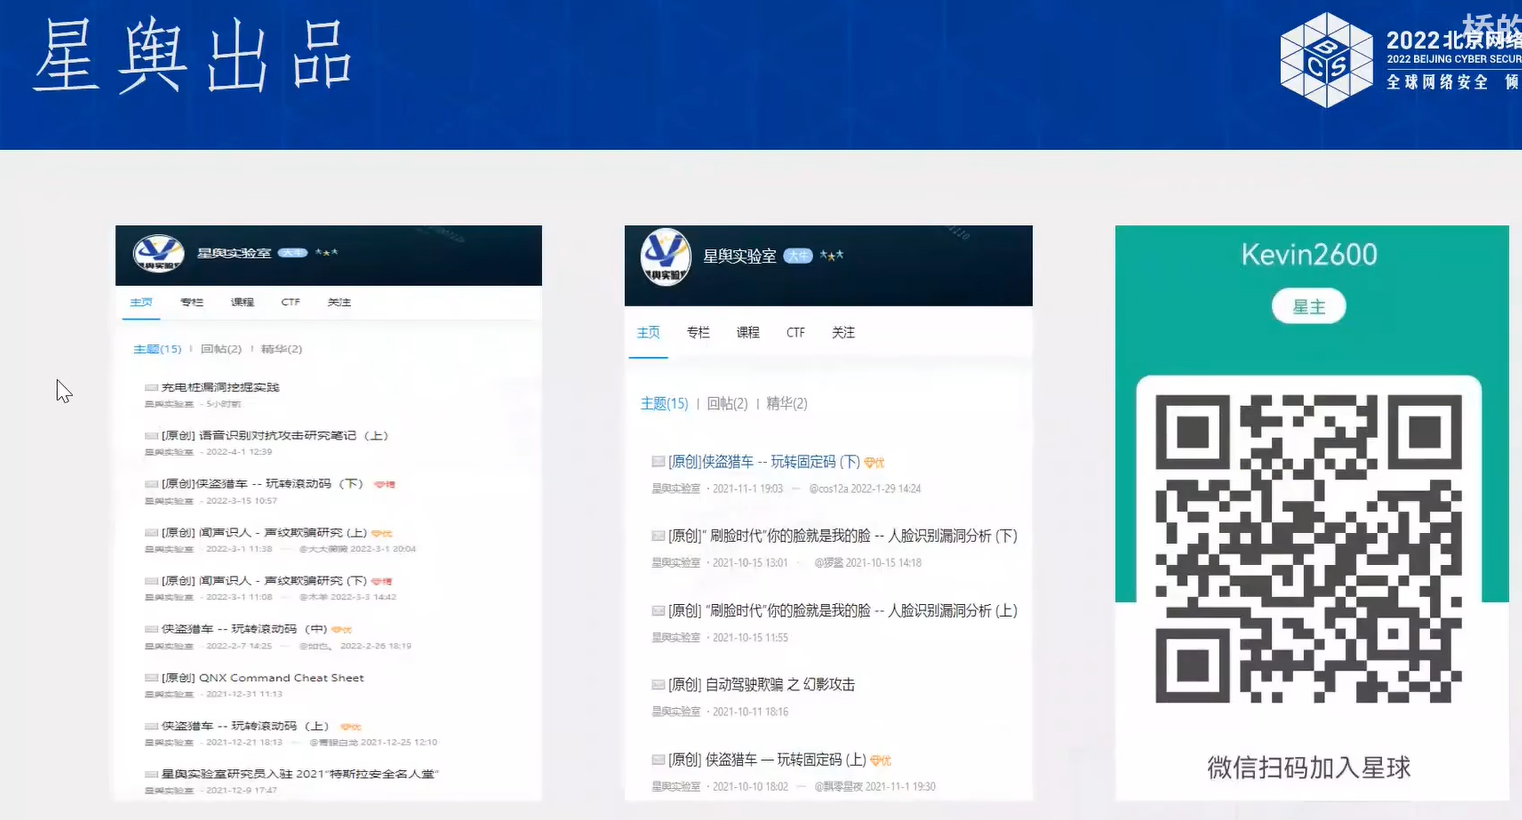 星舆出品
桥的
2022 北京网络
2022 BEIJING CYBER SECUR
全球网络安全 倾
BCS
星舆实验室 大牛
主页 专栏 课程 CTF 关注
主题(15) | 回帖(2) | 精华(2)
充电桩漏洞挖掘实践
星舆实验室 · 5小时前
[原创] 语音识别对抗攻击研究笔记（上）
星舆实验室 · 2022-4-1 12:39
[原创]侠盗猎车 -- 玩转滚动码 （下） 精
星舆实验室 · 2022-3-15 10:57
[原创] 闻声识人 - 声纹欺骗研究 (上) 优
星舆实验室 · 2022-3-1 11:38 — 2022-3-1 20:04
[原创] 闻声识人 - 声纹欺骗研究 (下) 精
星舆实验室 · 2022-3-1 11:08 — @木羊 2022-3-3 14:42
侠盗猎车 -- 玩转滚动码 （中） 优
星舆实验室 · 2022-2-7 14:25 — @如也。 2022-2-26 18:19
[原创] QNX Command Cheat Sheet
星舆实验室 · 2021-12-31 11:13
侠盗猎车 -- 玩转滚动码 （上） 优
星舆实验室 · 2021-12-21 18:13 — 2021-12-25 12:10
星舆实验室研究员入驻 2021"特斯拉安全名人堂"
星舆实验室 · 2021-12-9 17:47
星舆实验室 大牛
主页 专栏 课程 CTF 关注
主题(15) | 回帖(2) | 精华(2)
[原创]侠盗猎车 -- 玩转固定码 (下) 优
星舆实验室 · 2021-11-1 19:03 — @cos12a 2022-1-29 14:24
[原创]“ 刷脸时代”你的脸就是我的脸 -- 人脸识别漏洞分析 (下)
星舆实验室 · 2021-10-15 13:01 · 2021-10-15 14:18
[原创] “刷脸时代”你的脸就是我的脸 -- 人脸识别漏洞分析 (上)
星舆实验室 · 2021-10-15 11:55
[原创] 自动驾驶欺骗 之 幻影攻击
星舆实验室 · 2021-10-11 18:16
[原创] 侠盗猎车 — 玩转固定码 (上) 优
星舆实验室 · 2021-10-10 18:02 — @飘零星夜 2021-11-1 19:30
Kevin2600
星主
微信扫码加入星球